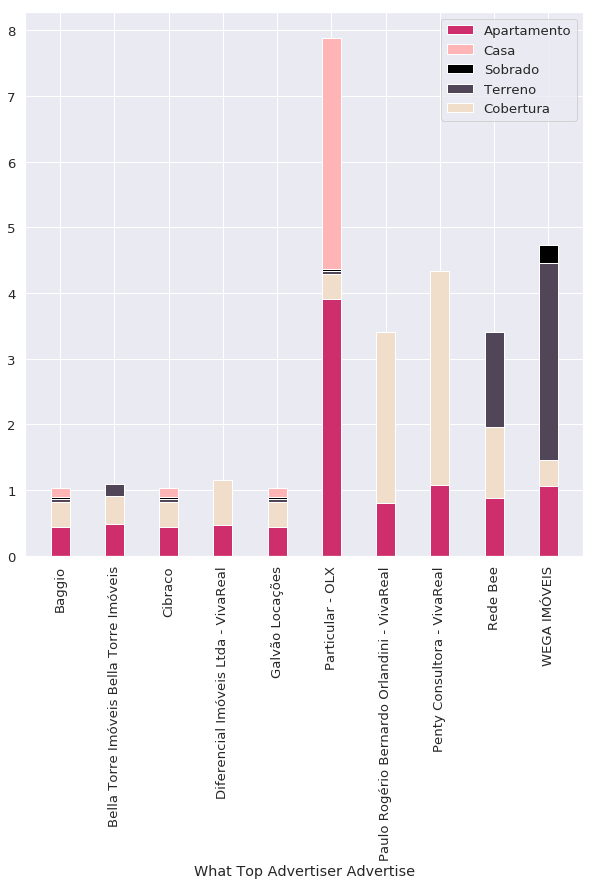 8
7
6
5
4
3
2
1
0
Apartamento
Casa
Sobrado
Terreno
Cobertura
Baggio
Bella Torre Imóveis Bella Torre Imóveis
Cibraco
Diferencial Imóveis Ltda - VivaReal
Galvão Locações
Particular - OLX
Paulo Rogério Bernardo Orlandini - VivaReal
Penty Consultora - VivaReal
Rede Bee
WEGA IMÓVEIS
What Top Advertiser Advertise